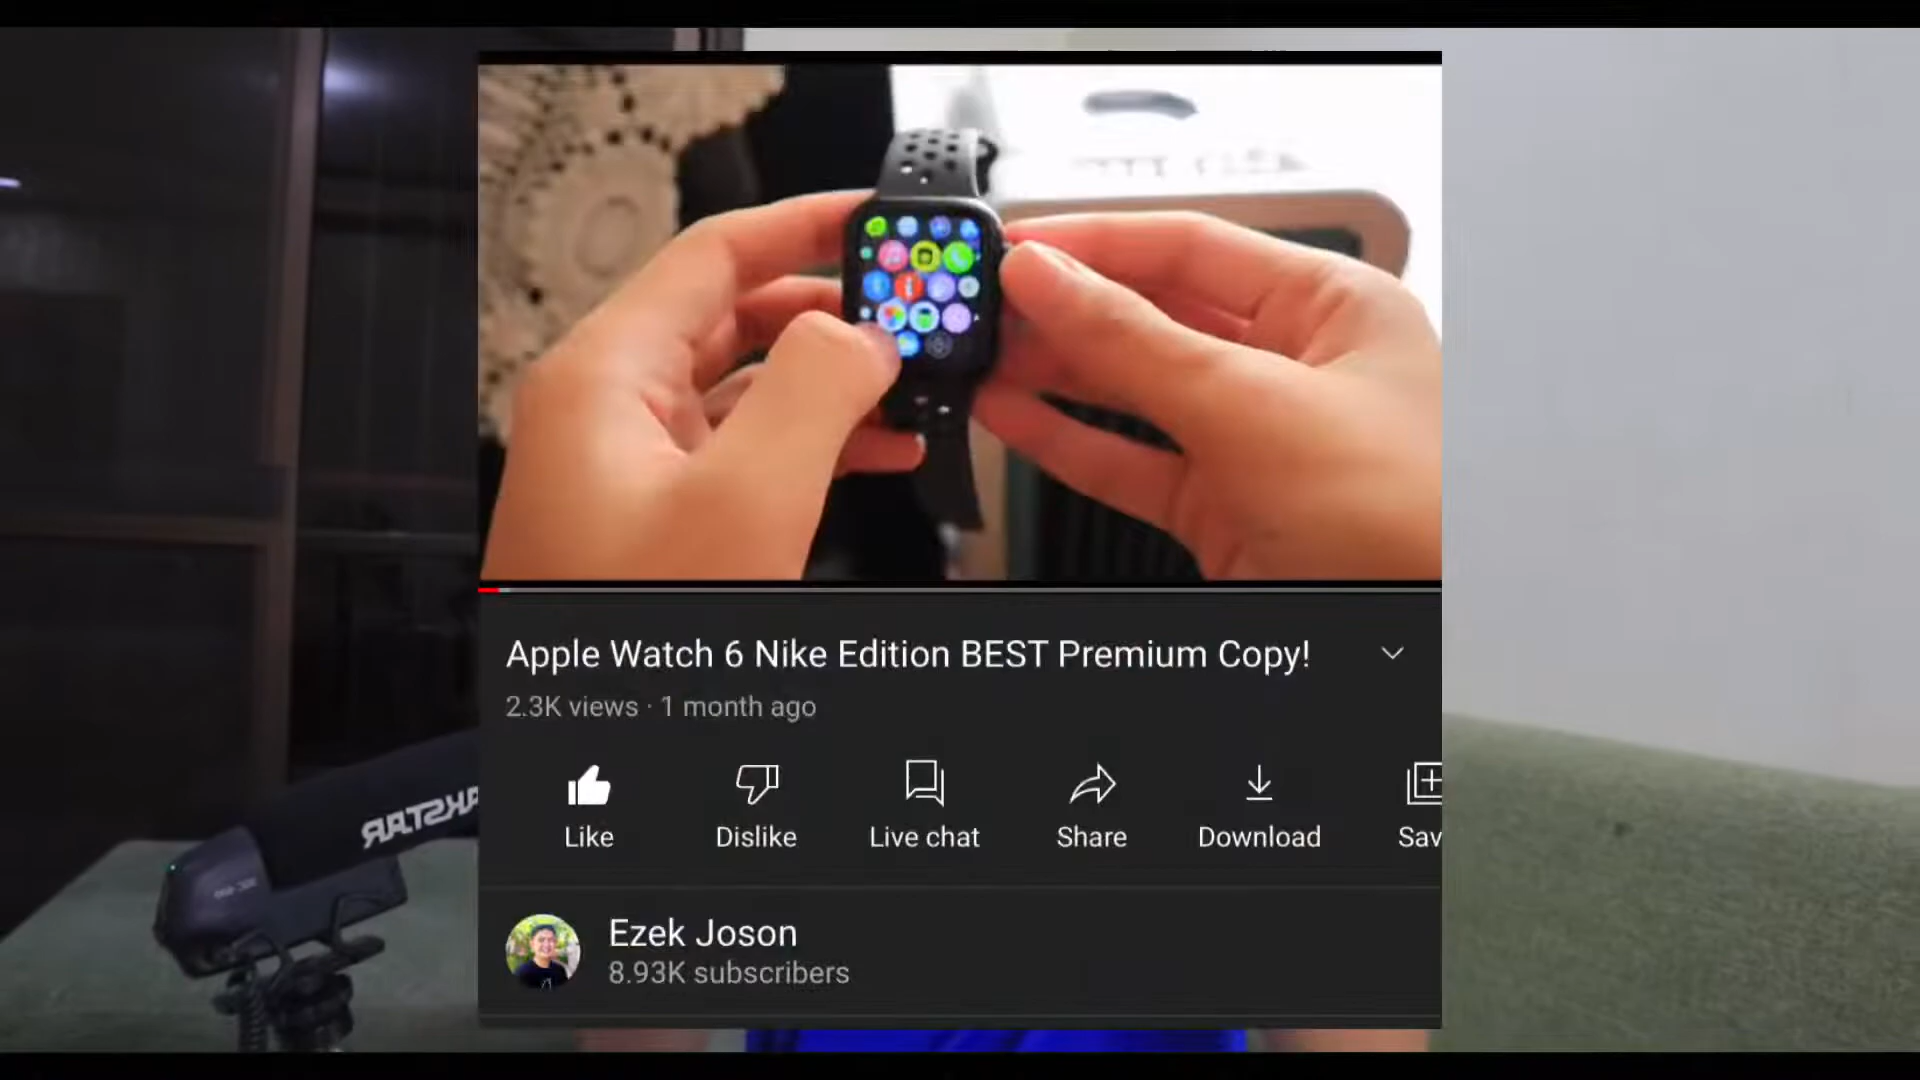 Apple Watch 6 Nike Edition BEST Premium Copy!
2.3K views · 1 month ago
Like
Dislike
Live chat
Share
Download
Sav
Ezek Joson
8.93K subscribers